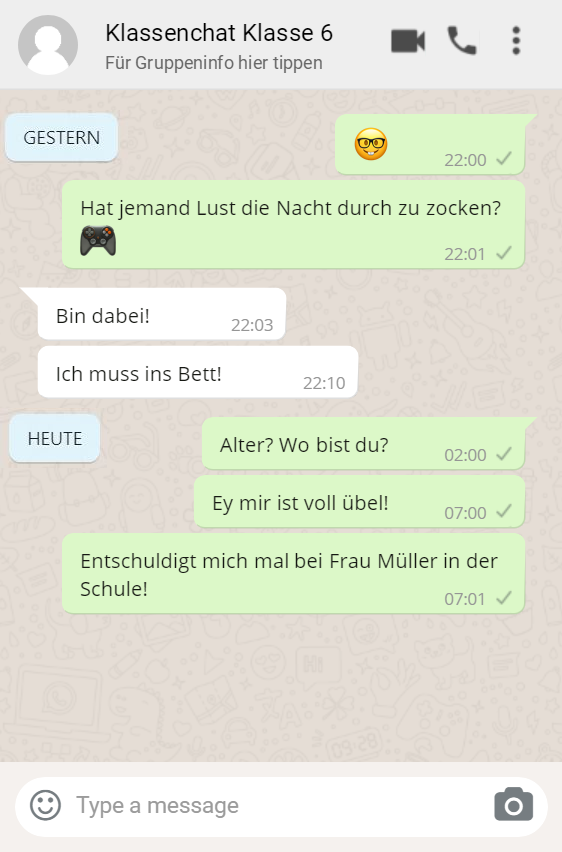 Klassenchat Klasse 6
Für Gruppeninfo hier tippen
GESTERN
22:00
Hat jemand Lust die Nacht durch zu zocken?
22:01
Bin dabei!
22:03
Ich muss ins Bett!
22:10
HEUTE
Alter? Wo bist du?
02:00
Ey mir ist voll übel!
07:00
Entschuldigt mich mal bei Frau Müller in der
Schule!
07:01
Hi
09:28
Type a message